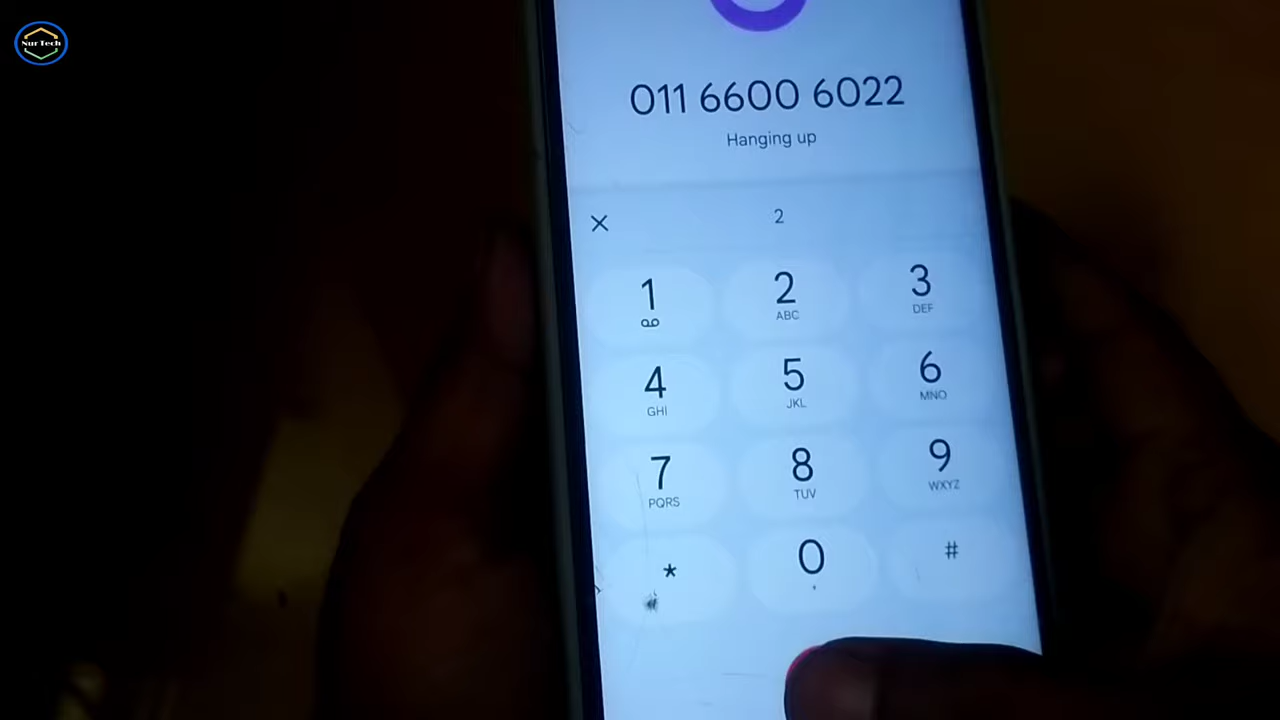 Nur Tech
011 6600 6022
Hanging up
× 2
1 2 3
ABC DEF
4 5 6
GHI JKL MNO
7 8 9
PQRS TUV WXYZ
* 0 #